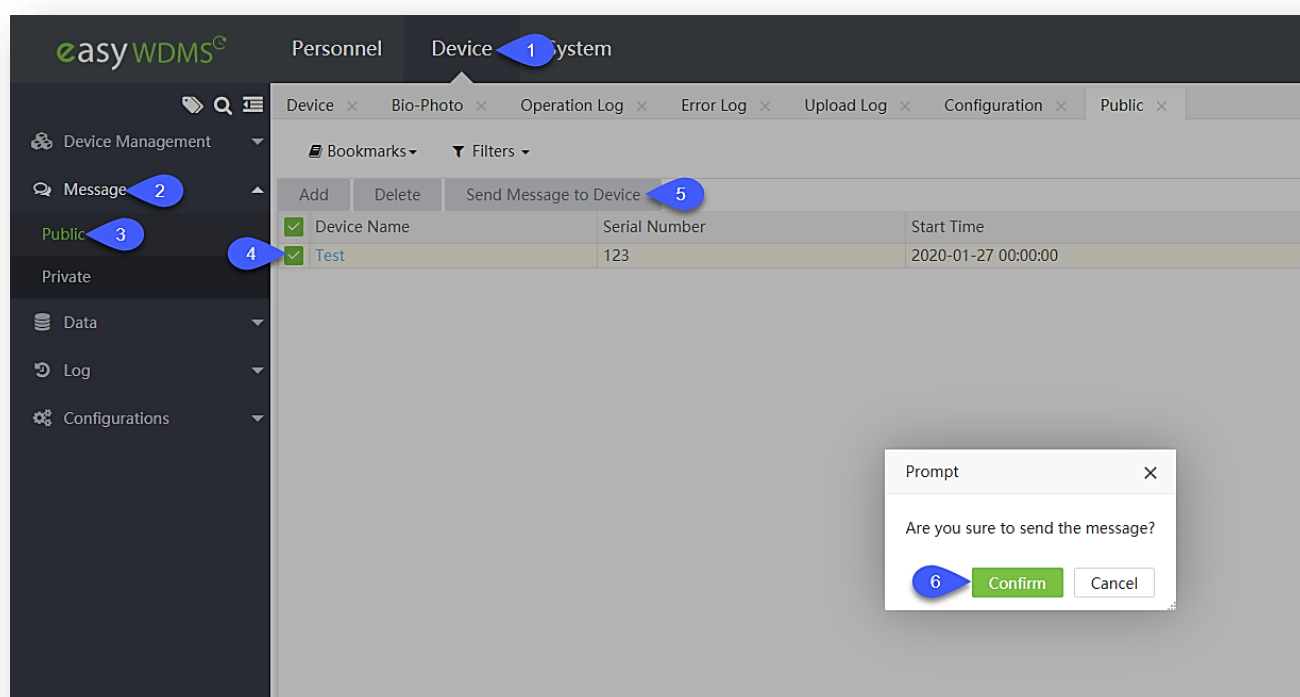 easy WDMS
Personnel Device 1 System
Device Bio-Photo Operation Log Error Log Upload Log Configuration Public
Device Management
Bookmarks Filters
Message 2
Add Delete Send Message to Device 5
Device Name Serial Number Start Time
Public 3
4 Test 123 2020-01-27 00:00:00
Private
Data
Log
Configurations
Prompt
Are you sure to send the message?
6 Confirm Cancel